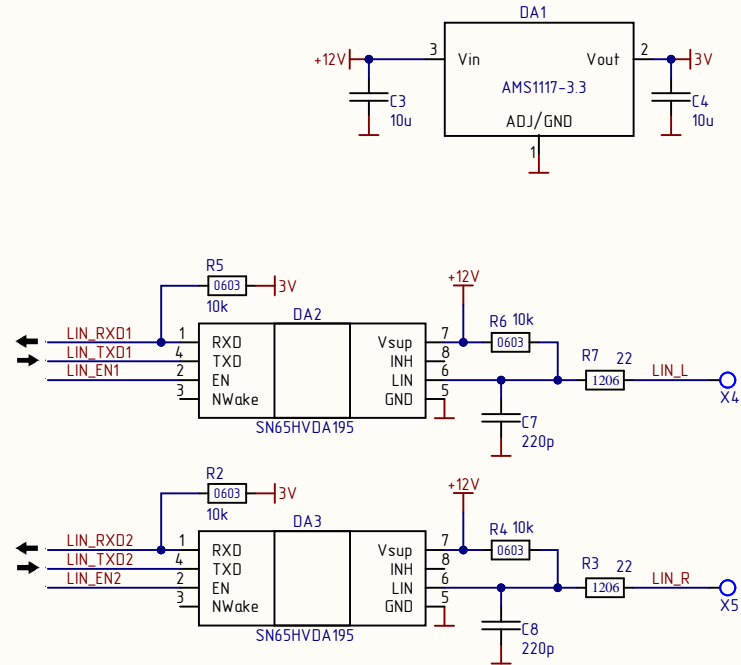 DA1
+12V 3 Vin Vout 2 3V
AMS1117-3.3
C3 C4
10u ADJ/GND 10u
1
R5 +12V
0603 3V
10k DA2 R6 10k
LIN_RXD1 1 RXD Vsup 7 0603 R7 22 LIN_L
LIN_TXD1 4 TXD INH 8
LIN_EN1 2 EN LIN 6 1206
3 NWake GND 5 X4
SN65HVDA195 C7
220p
R2 +12V
0603 3V
10k DA3 R4 10k
LIN_RXD2 1 RXD Vsup 7 0603 R3 22 LIN_R
LIN_TXD2 4 TXD INH 8
LIN_EN2 2 EN LIN 6 1206
3 NWake GND 5 X5
SN65HVDA195 C8
220p